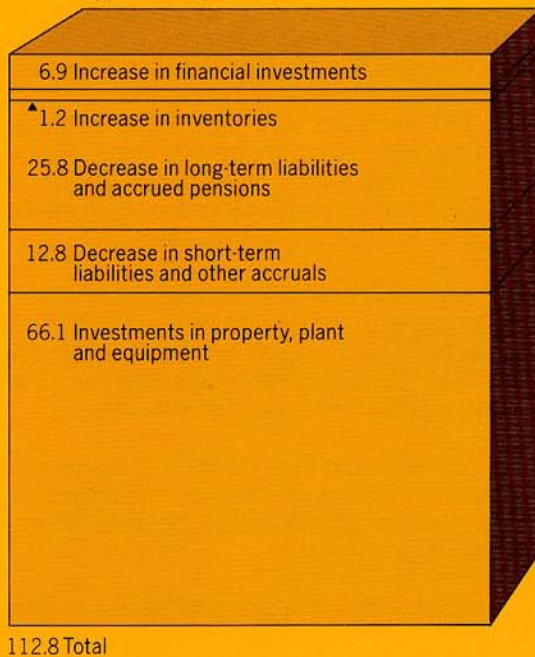 6.9 Increase in financial investments
▲1.2 Increase in inventories
25.8 Decrease in long-term liabilities
and accrued pensions
12.8 Decrease in short-term
liabilities and other accruals
66.1 Investments in property, plant
and equipment
112.8 Total